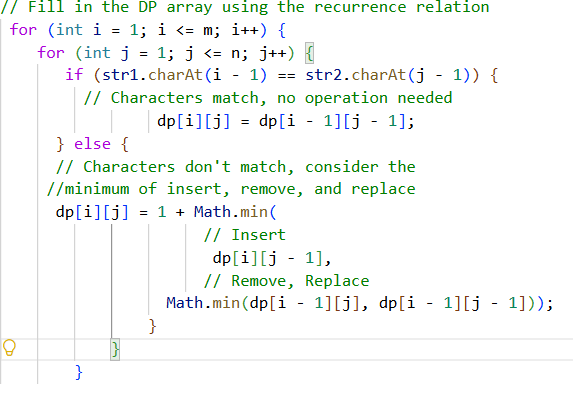 // Fill in the DP array using the recurrence relation
for (int i = 1; i <= m; i++) {
for (int j = 1; j <= n; j++) {
if (str1.charAt(i - 1) == str2.charAt(j - 1)) {
// Characters match, no operation needed
dp[i][j] = dp[i - 1][j - 1];
} else {
// Characters don't match, consider the
//minimum of insert, remove, and replace
dp[i][j] = 1 + Math.min(
// Insert
dp[i][j - 1],
// Remove, Replace
Math.min(dp[i - 1][j], dp[i - 1][j - 1]));
}
}
}